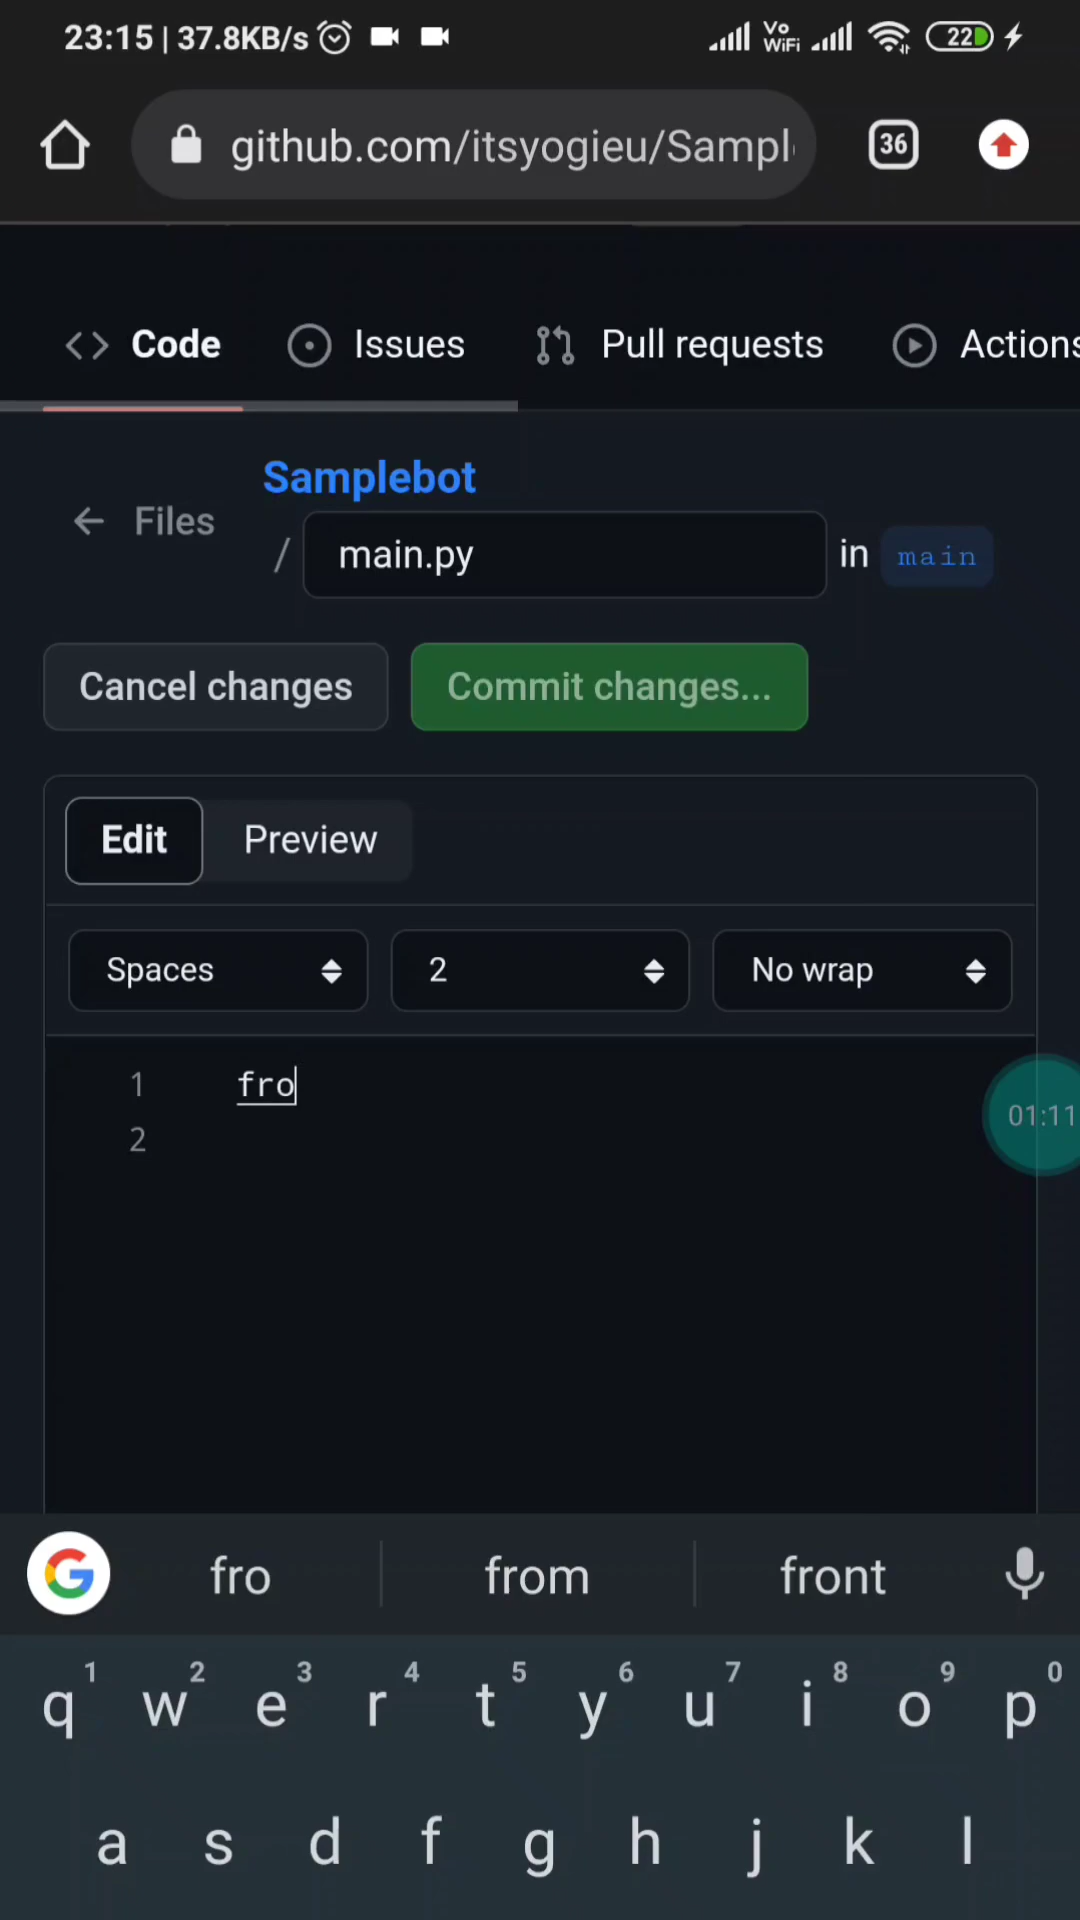 23:15 | 37.8KB/s Vo WiFi 22
github.com/itsyogieu/Sampl 36
Code Issues Pull requests Actions
Samplebot
Files / main.py in main
Cancel changes Commit changes...
Edit Preview
Spaces 2 No wrap
1 fro
01:11
2
G fro from front
1 2 3 4 5 6 7 8 9 0
q w e r t y u i o p
a s d f g h j k l